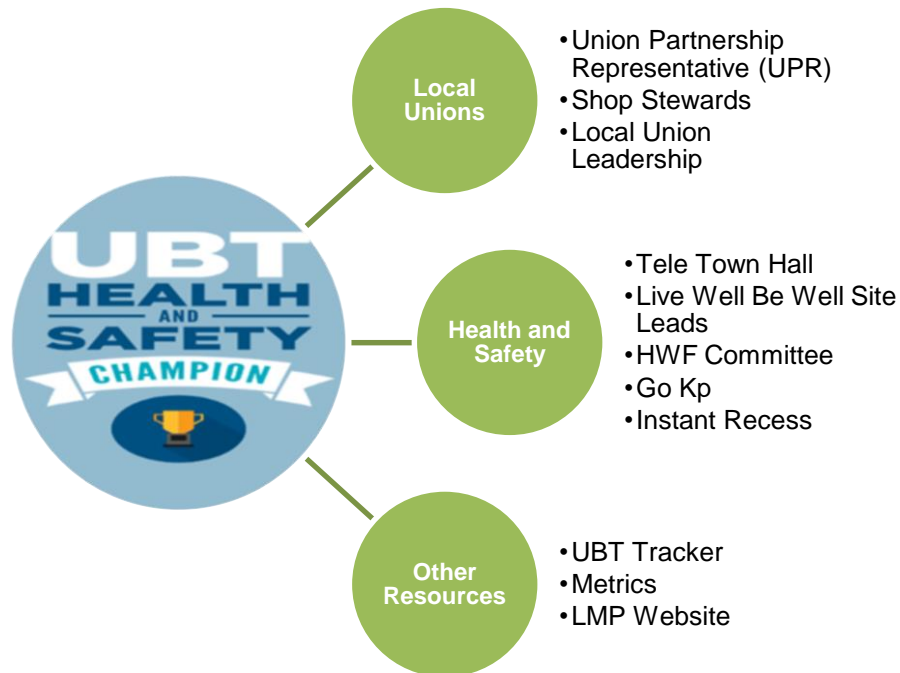 UBT
HEALTH
AND
SAFETY
CHAMPION
Local
Unions
•Union Partnership
Representative (UPR)
•Shop Stewards
•Local Union
Leadership
Health and
Safety
•Tele Town Hall
•Live Well Be Well Site
Leads
•HWF Committee
•Go Kp
•Instant Recess
Other
Resources
•UBT Tracker
•Metrics
•LMP Website